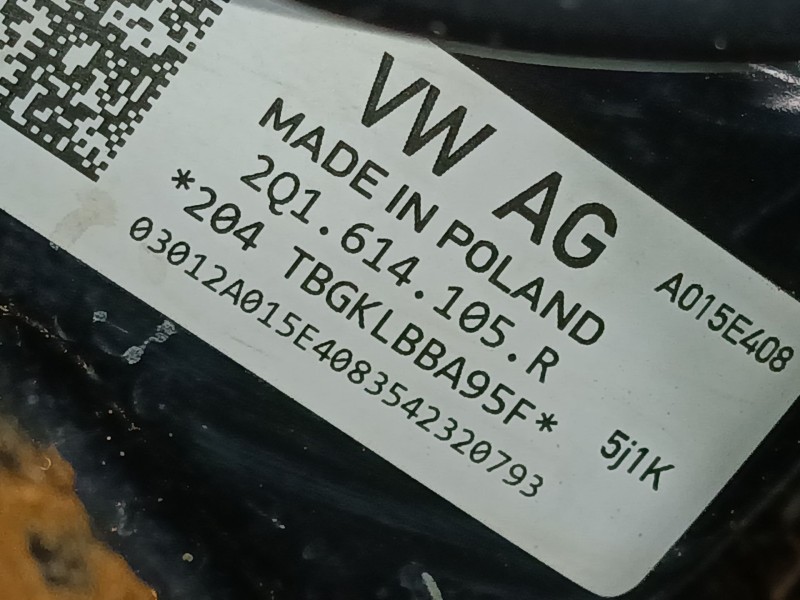 VW AG
MADE IN POLAND
2Q1.614.105.R
A015E408
*204 TBGKLBBA95F*
03012A015E4083542320793
5j1K